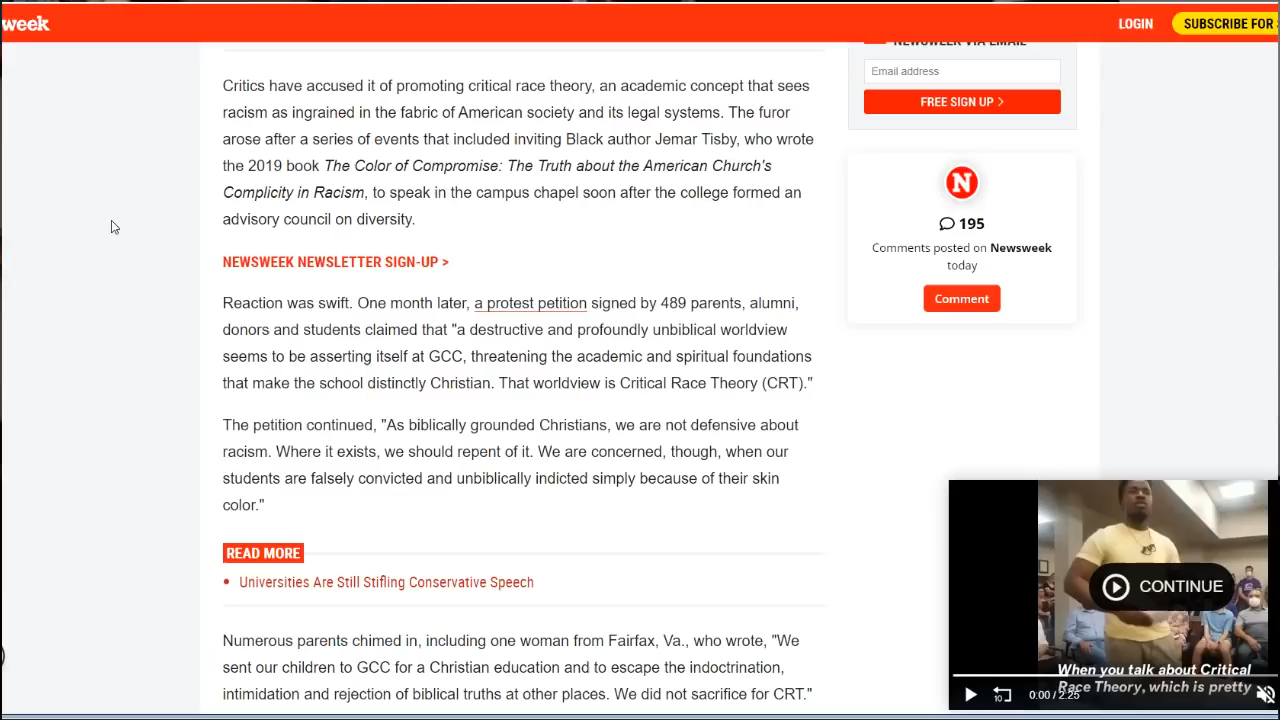 week
LOGIN
SUBSCRIBE FOR
NEWSWEEK VIA EMAIL
Email address
FREE SIGN UP >
Critics have accused it of promoting critical race theory, an academic concept that sees
racism as ingrained in the fabric of American society and its legal systems. The furor
arose after a series of events that included inviting Black author Jemar Tisby, who wrote
the 2019 book The Color of Compromise: The Truth about the American Church's
Complicity in Racism, to speak in the campus chapel soon after the college formed an
advisory council on diversity.
NEWSWEEK NEWSLETTER SIGN-UP >
Reaction was swift. One month later, a protest petition signed by 489 parents, alumni,
donors and students claimed that "a destructive and profoundly unbiblical worldview
seems to be asserting itself at GCC, threatening the academic and spiritual foundations
that make the school distinctly Christian. That worldview is Critical Race Theory (CRT)."
The petition continued, "As biblically grounded Christians, we are not defensive about
racism. Where it exists, we should repent of it. We are concerned, though, when our
students are falsely convicted and unbiblically indicted simply because of their skin
color."
READ MORE
• Universities Are Still Stifling Conservative Speech
Numerous parents chimed in, including one woman from Fairfax, Va., who wrote, "We
sent our children to GCC for a Christian education and to escape the indoctrination,
intimidation and rejection of biblical truths at other places. We did not sacrifice for CRT."
N
195
Comments posted on Newsweek
today
Comment
CONTINUE
When you talk about Critical
Race Theory, which is pretty
10
0:00 / 2:25